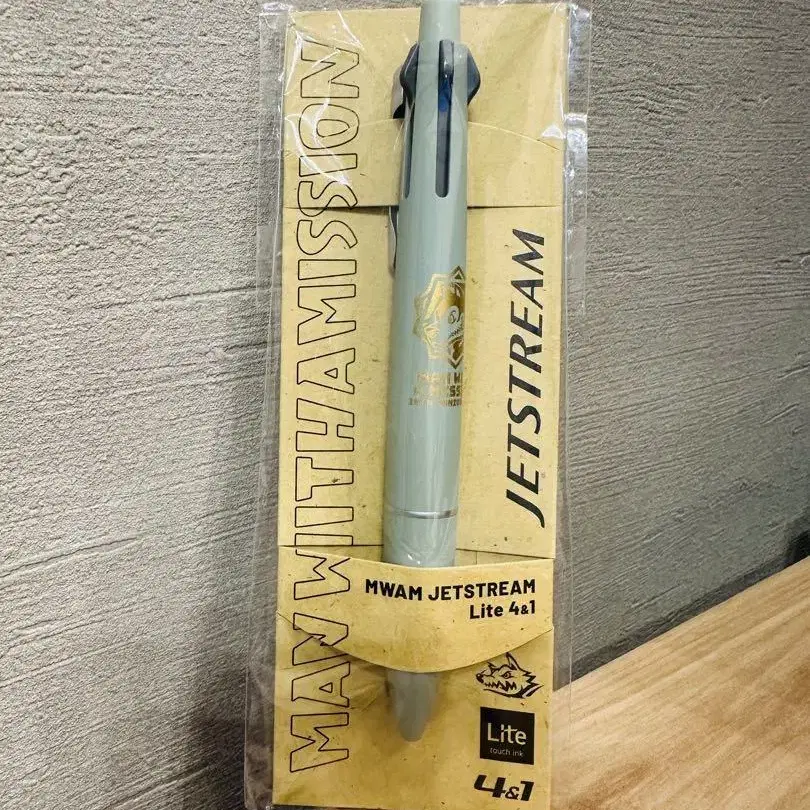 MAN WITH A MISSION
JETSTREAM
MWAM JETSTREAM
Lite 4&1
Lite
touch ink
4&1